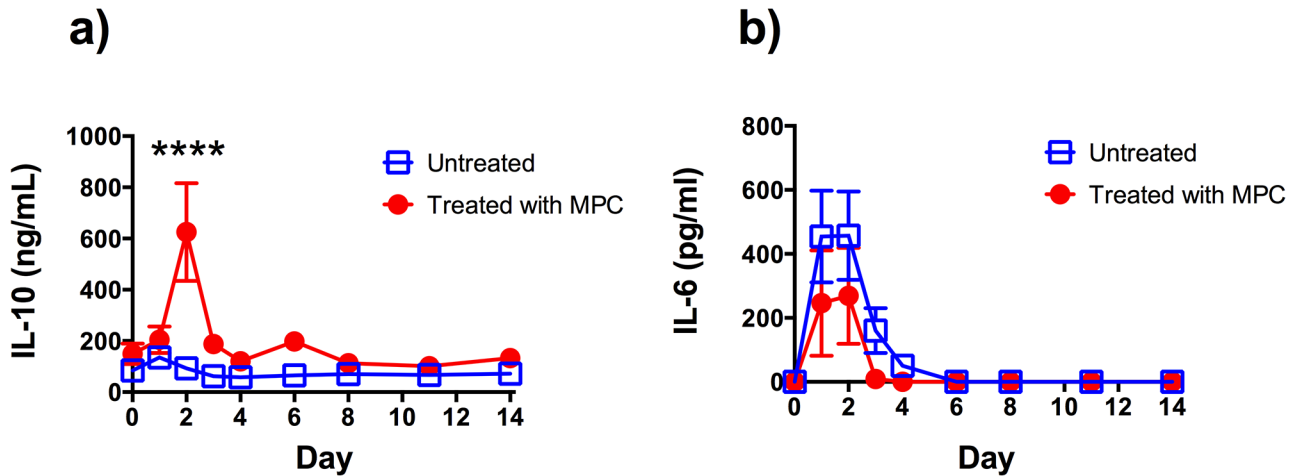 a)
IL-10 (ng/mL)
1000
800
600
400
200
0
****
Untreated
Treated with MPC
0 2 4 6 8 10 12 14
Day
b)
IL-6 (pg/ml)
800
600
400
200
0
Untreated
Treated with MPC
0 2 4 6 8 10 12 14
Day